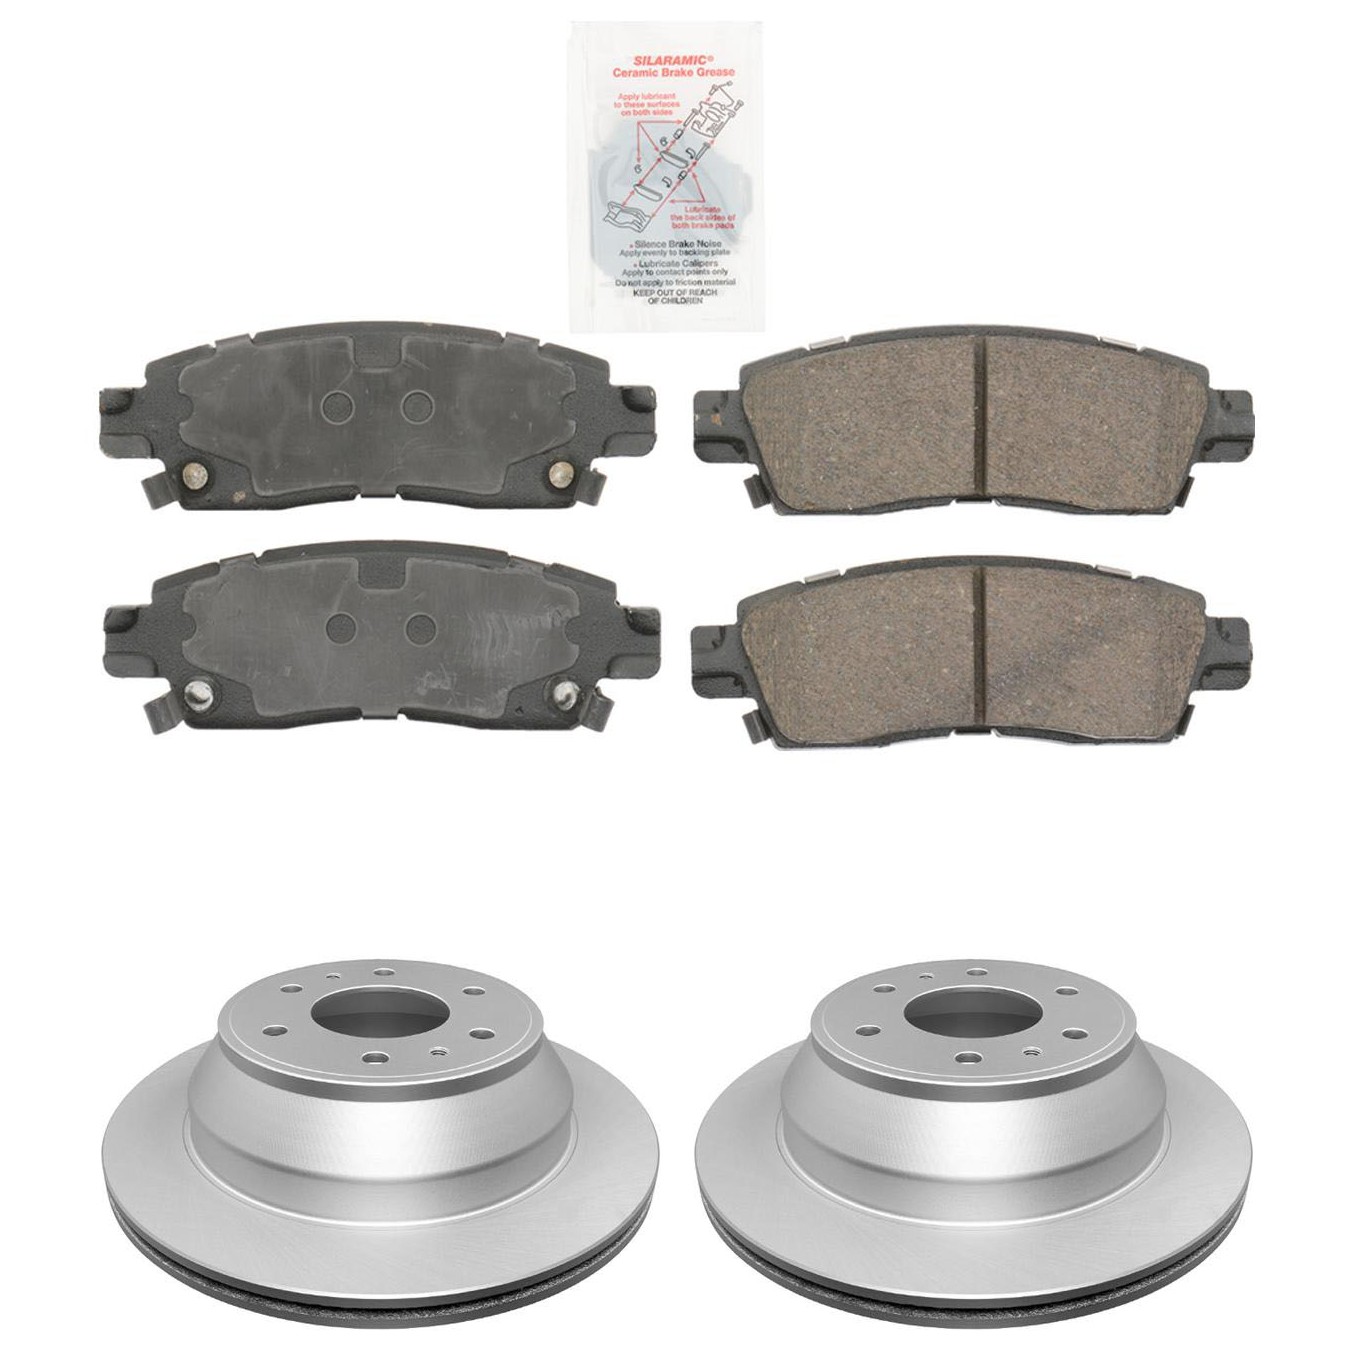 SILARAMIC®
Ceramic Brake Grease
Apply lubricant
to these surfaces
on both sides
Lubricate
the back sides of
both brake pads
• Silence Brake Noise
Apply evenly to backing plate
• Lubricate Calipers
Apply to contact points only
Do not apply to friction material
KEEP OUT OF REACH
OF CHILDREN